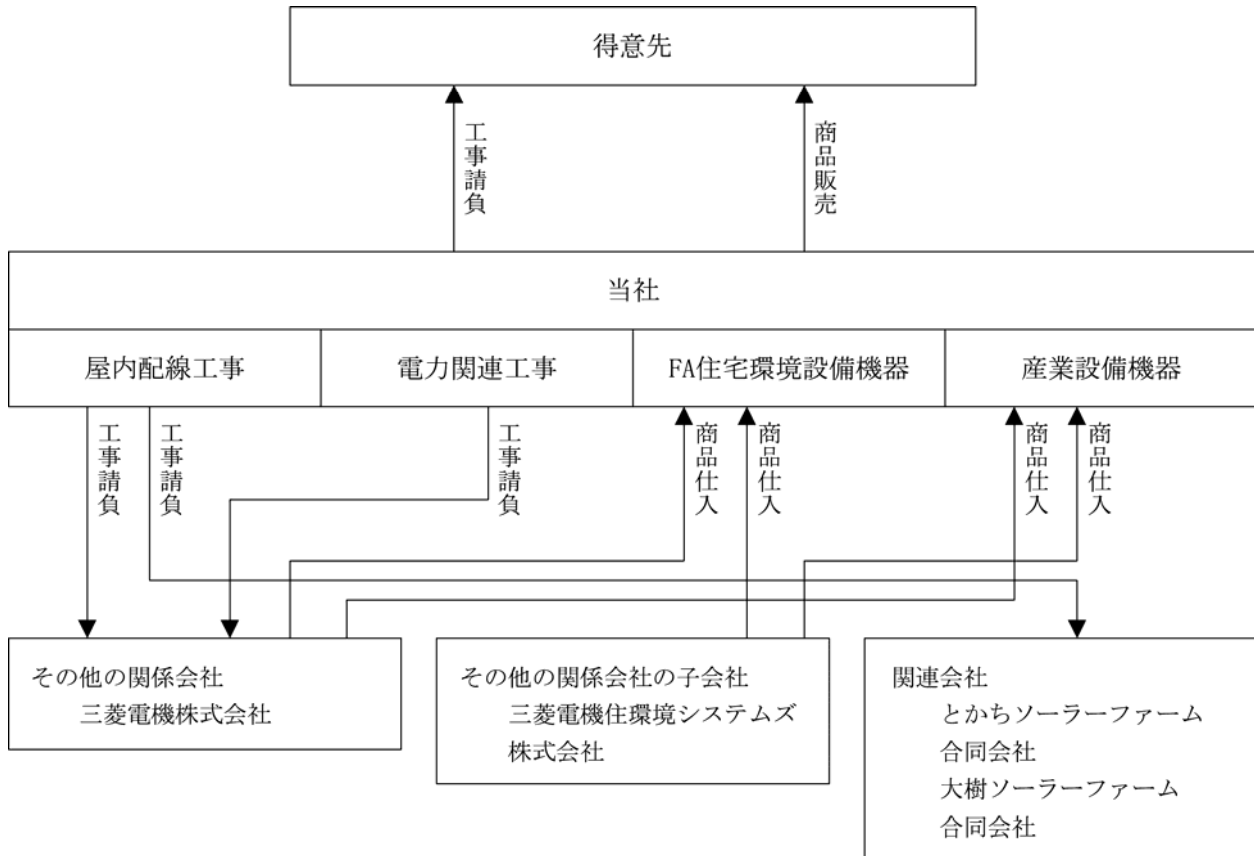 得意先
工事請負
商品販売
当社
屋内配線工事
電力関連工事
FA住宅環境設備機器
産業設備機器
工事請負
工事請負
工事請負
商品仕入
商品仕入
商品仕入
商品仕入
その他の関係会社
三菱電機株式会社
その他の関係会社の子会社
三菱電機住環境システムズ
株式会社
関連会社
とかちソーラーファーム
合同会社
大樹ソーラーファーム
合同会社